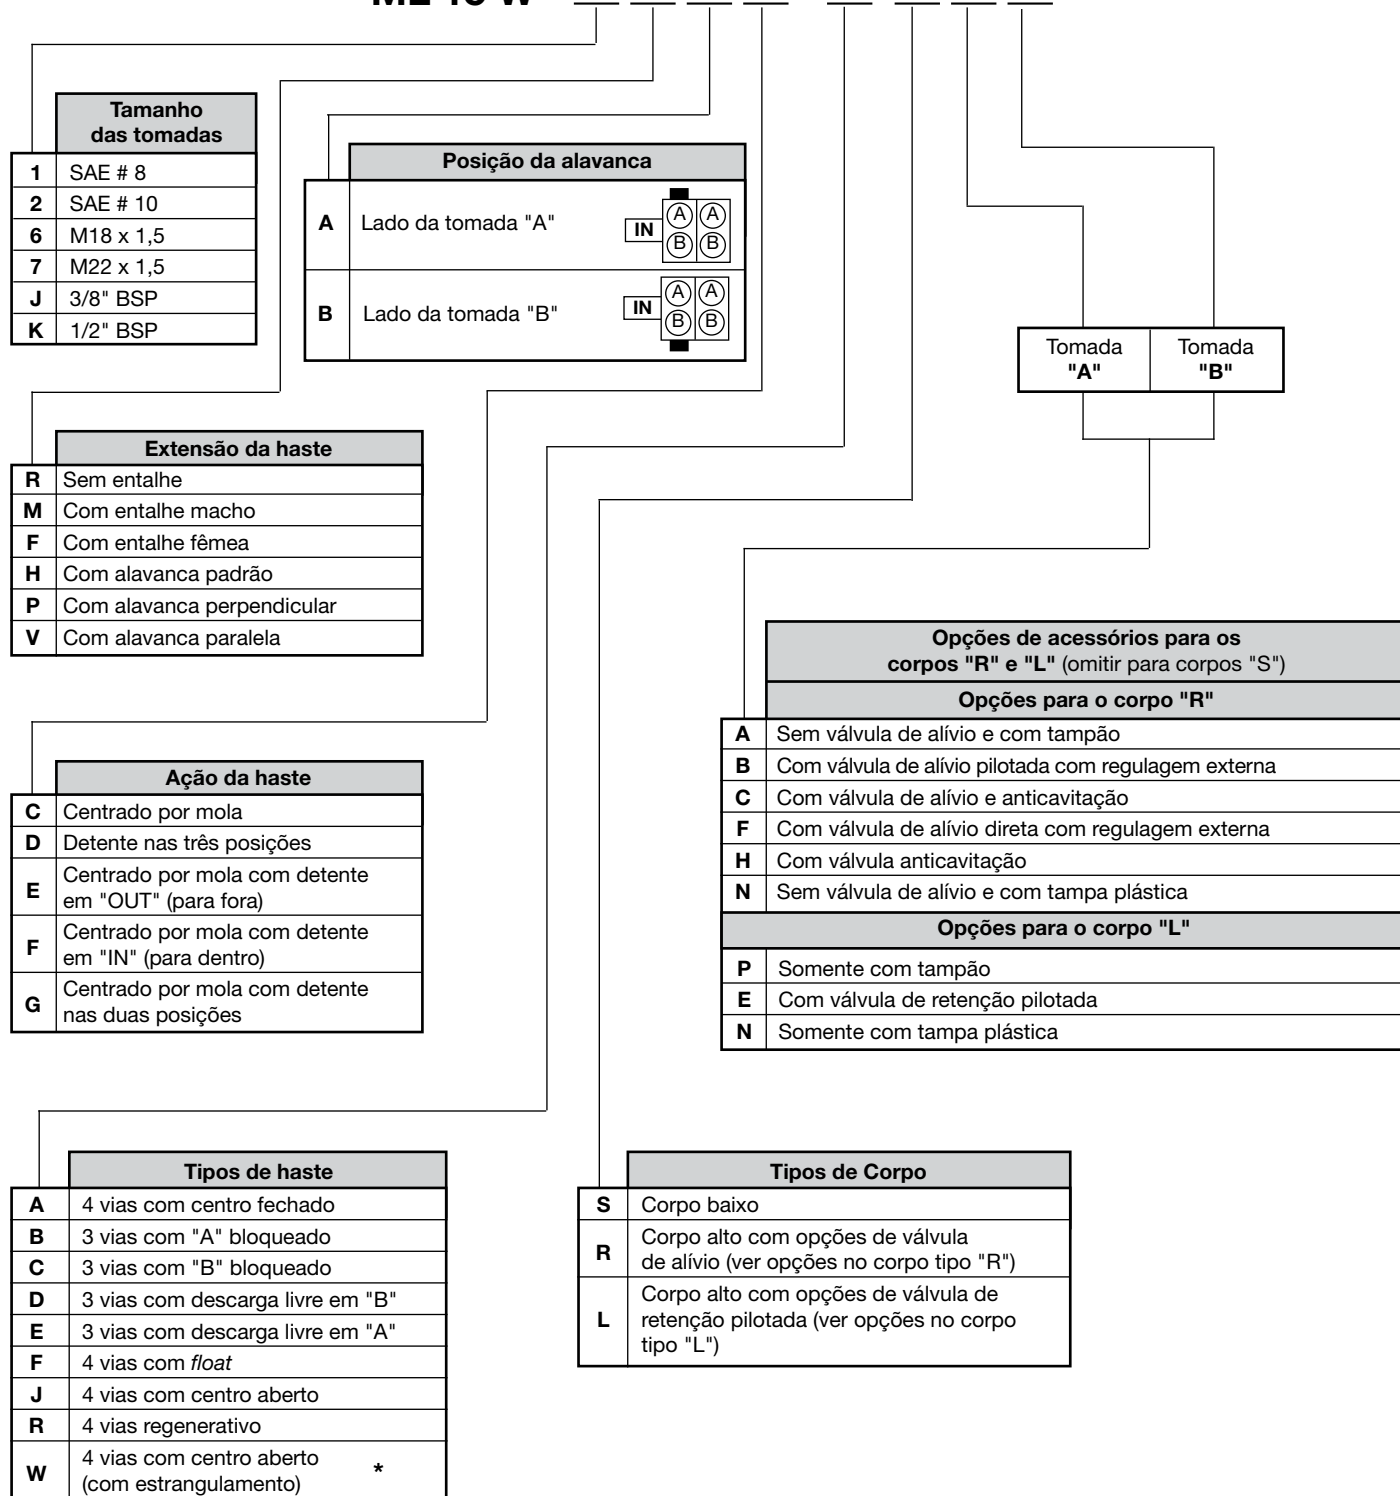 Tamanho
das tomadas
1 SAE # 8
2 SAE # 10
6 M18 x 1,5
7 M22 x 1,5
J 3/8" BSP
K 1/2" BSP
Posição da alavanca
A Lado da tomada "A"
IN
A A
B B
B Lado da tomada "B"
IN
A A
B B
Tomada
"A"
Tomada
"B"
Extensão da haste
R Sem entalhe
M Com entalhe macho
F Com entalhe fêmea
H Com alavanca padrão
P Com alavanca perpendicular
V Com alavanca paralela
Opções de acessórios para os
corpos "R" e "L" (omitir para corpos "S")
Opções para o corpo "R"
A Sem válvula de alívio e com tampão
B Com válvula de alívio pilotada com regulagem externa
C Com válvula de alívio e anticavitação
F Com válvula de alívio direta com regulagem externa
H Com válvula anticavitação
N Sem válvula de alívio e com tampa plástica
Opções para o corpo "L"
P Somente com tampão
E Com válvula de retenção pilotada
N Somente com tampa plástica
Ação da haste
C Centrado por mola
D Detente nas três posições
E Centrado por mola com detente
em "OUT" (para fora)
F Centrado por mola com detente
em "IN" (para dentro)
G Centrado por mola com detente
nas duas posições
Tipos de haste
A 4 vias com centro fechado
B 3 vias com "A" bloqueado
C 3 vias com "B" bloqueado
D 3 vias com descarga livre em "B"
E 3 vias com descarga livre em "A"
F 4 vias com float
J 4 vias com centro aberto
R 4 vias regenerativo
W 4 vias com centro aberto
(com estrangulamento) *
Tipos de Corpo
S Corpo baixo
R Corpo alto com opções de válvula
de alívio (ver opções no corpo tipo "R")
L Corpo alto com opções de válvula de
retenção pilotada (ver opções no corpo
tipo "L")